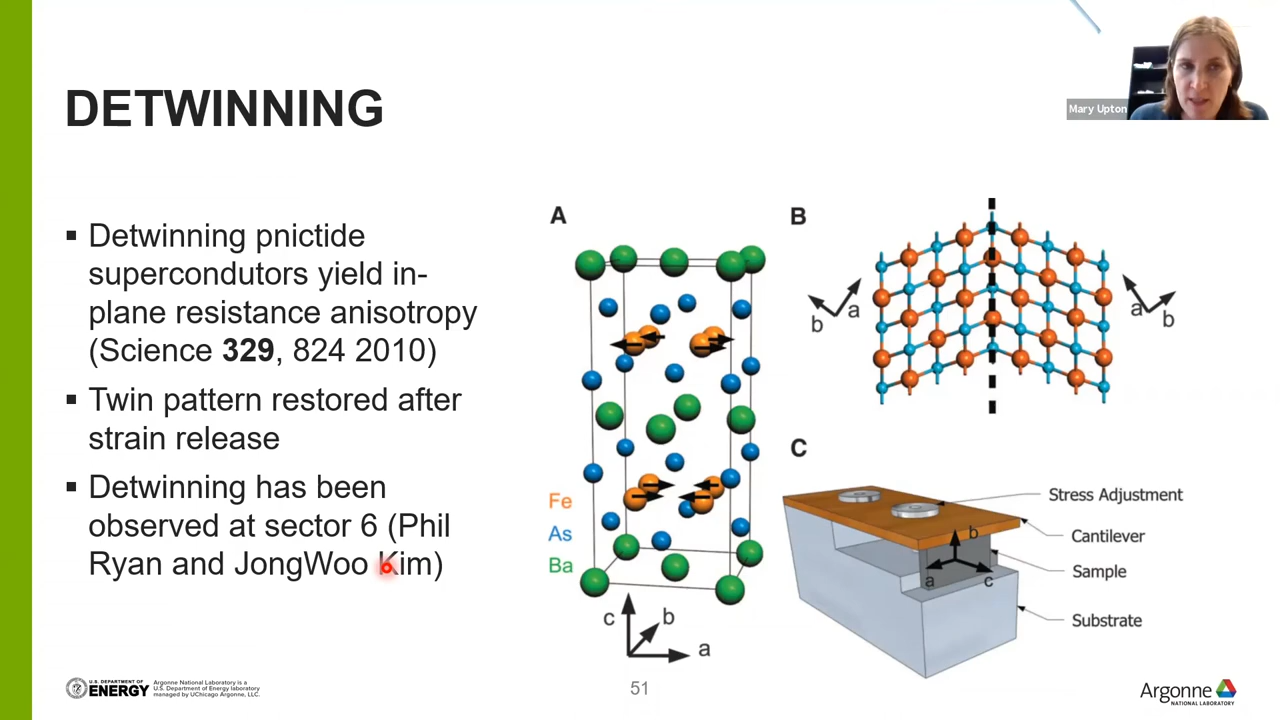 Mary Upton
DETWINNING
▪ Detwinning pnictide
supercondutors yield in-
plane resistance anisotropy
(Science 329, 824 2010)
▪ Twin pattern restored after
strain release
▪ Detwinning has been
observed at sector 6 (Phil
Ryan and JongWoo Kim)
A
Fe
As
Ba
c
b
a
B
b
a
a
b
C
Stress Adjustment
Cantilever
Sample
Substrate
b
a
c
U.S. DEPARTMENT OF
ENERGY
Argonne National Laboratory is a
U.S. Department of Energy laboratory
managed by UChicago Argonne, LLC.
51
Argonne
NATIONAL LABORATORY